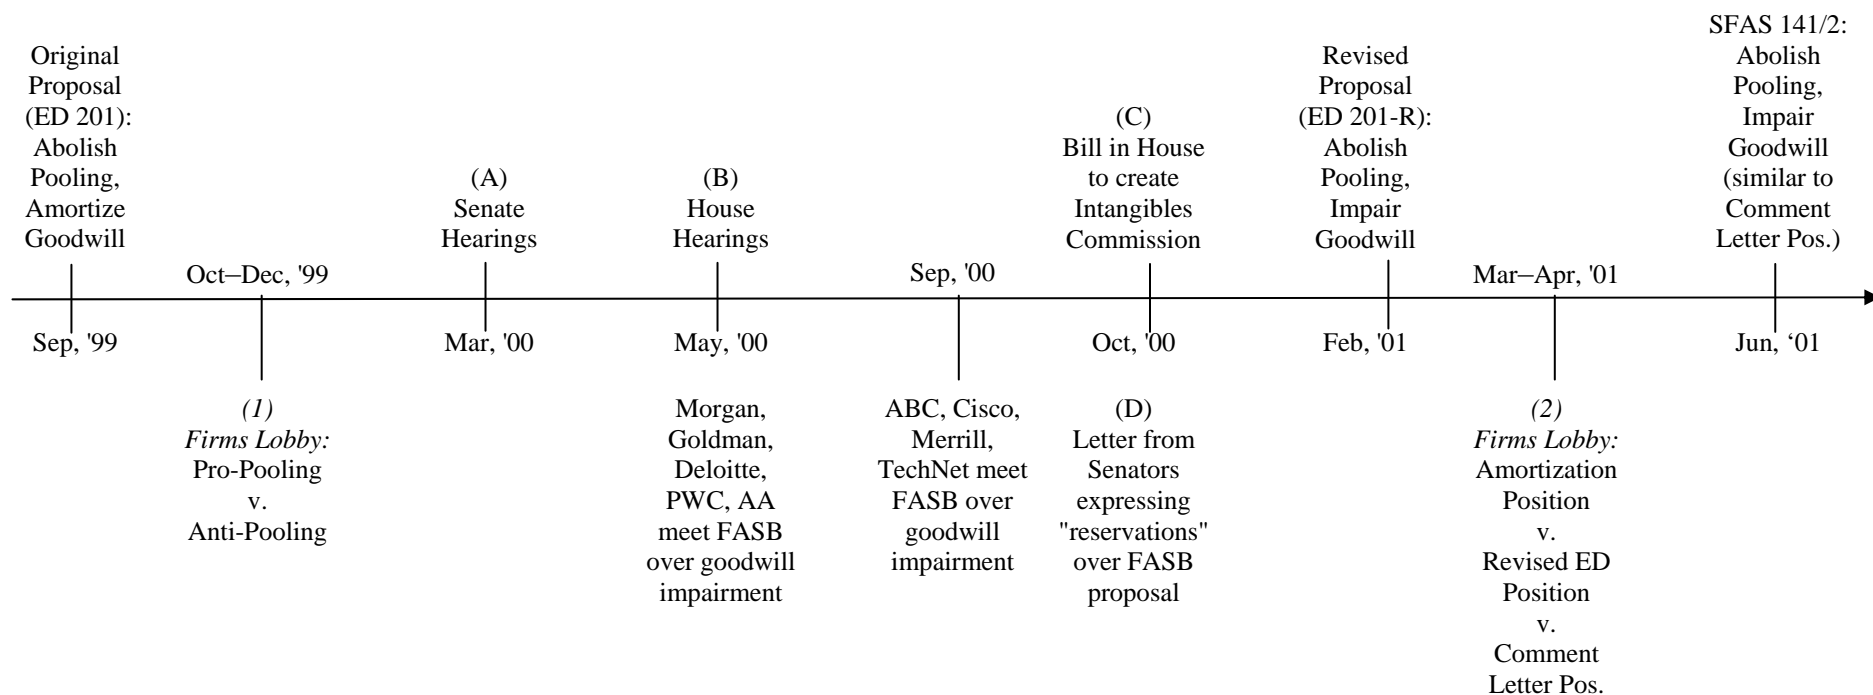 Original
Proposal
(ED 201):
Abolish
Pooling,
Amortize
Goodwill
Sep, '99
Oct–Dec, '99
(1)
Firms Lobby:
Pro-Pooling
v.
Anti-Pooling
(A)
Senate
Hearings
Mar, '00
(B)
House
Hearings
May, '00
Morgan,
Goldman,
Deloitte,
PWC, AA
meet FASB
over goodwill
impairment
Sep, '00
ABC, Cisco,
Merrill,
TechNet meet
FASB over
goodwill
impairment
(C)
Bill in House
to create
Intangibles
Commission
Oct, '00
(D)
Letter from
Senators
expressing
"reservations"
over FASB
proposal
Revised
Proposal
(ED 201-R):
Abolish
Pooling,
Impair
Goodwill
Feb, '01
Mar–Apr, '01
(2)
Firms Lobby:
Amortization
Position
v.
Revised ED
Position
v.
Comment
Letter Pos.
SFAS 141/2:
Abolish
Pooling,
Impair
Goodwill
(similar to
Comment
Letter Pos.)
Jun, ‘01